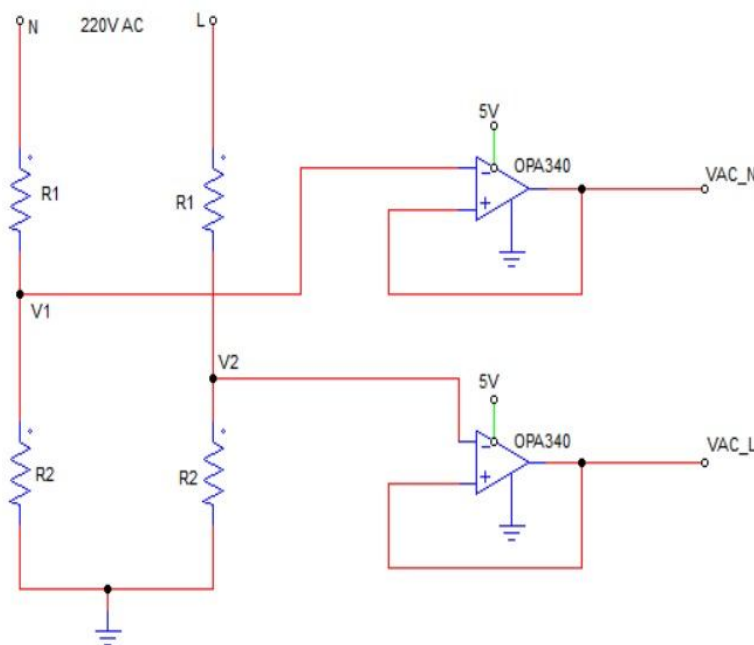 N 220V AC L
5V
OPA340
VAC_N
R1 R1
V1
V2
5V
OPA340
VAC_L
R2 R2